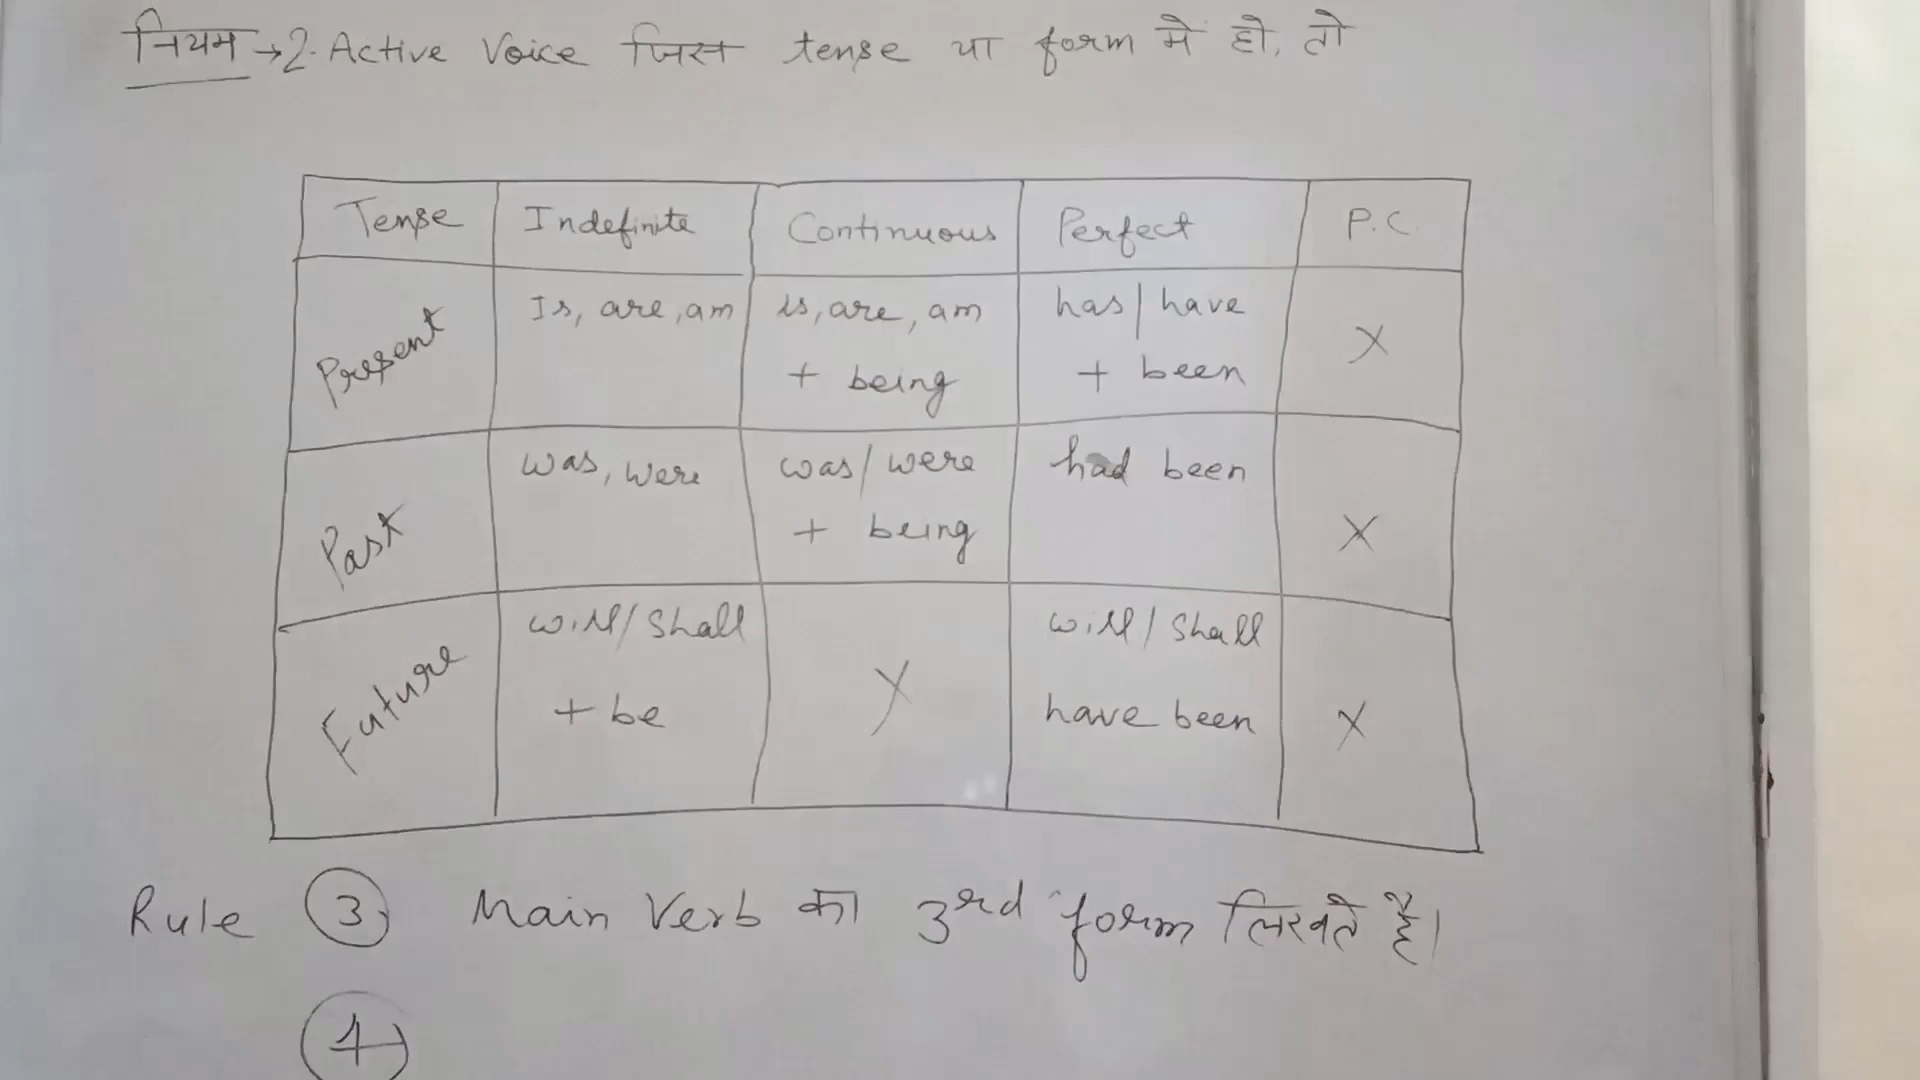 नियम → 2. Active Voice जिस tense या form मे हो, तो
Tense Indefinite Continuous Perfect P.C.
Present Is, are, am is, are, am has/have X
+ being + been
Past was, were was/were had been X
+ being
Future will/shall X will/shall X
+ be have been
Rule 3 Main Verb का 3rd form लिखते है।
4